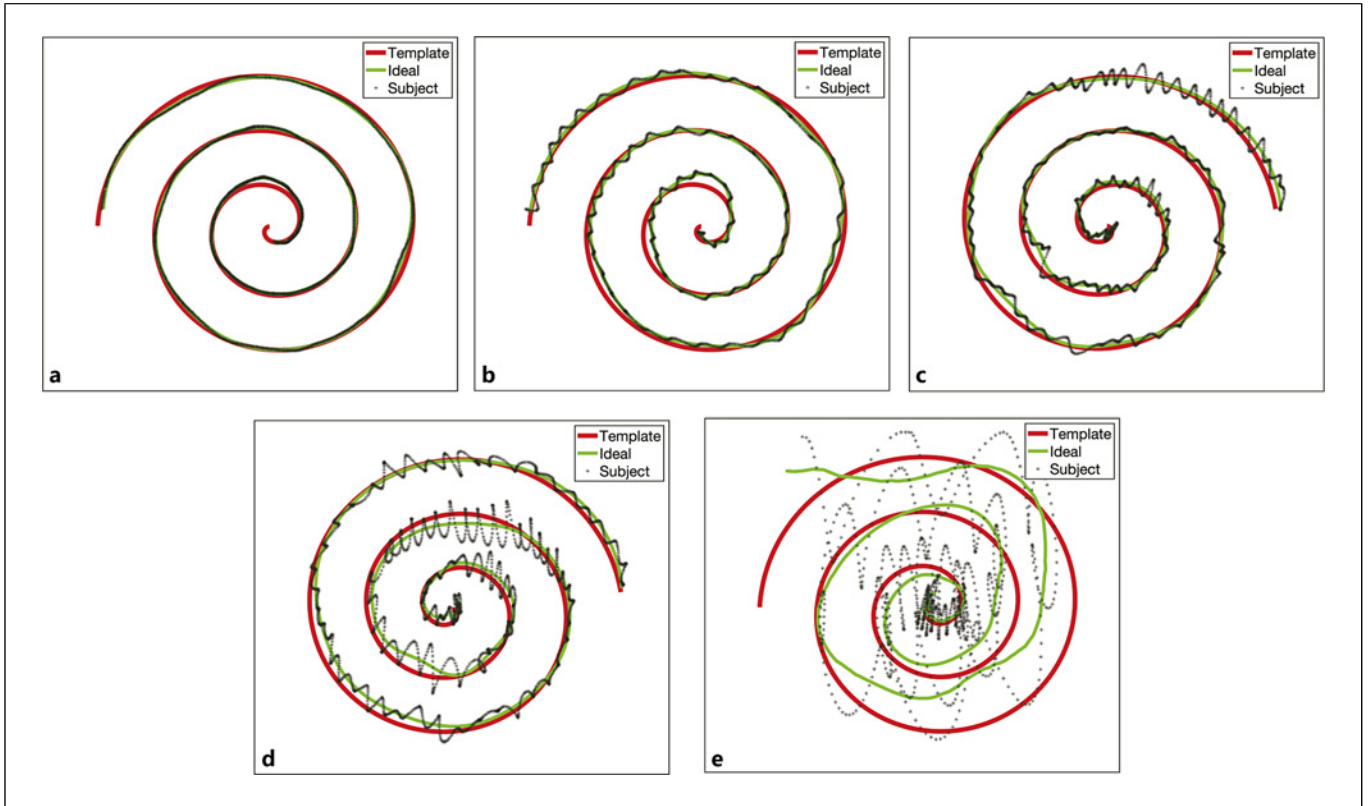 Template
Ideal
Subject
a
Template
Ideal
Subject
b
Template
Ideal
Subject
c
Template
Ideal
Subject
d
Template
Ideal
Subject
e